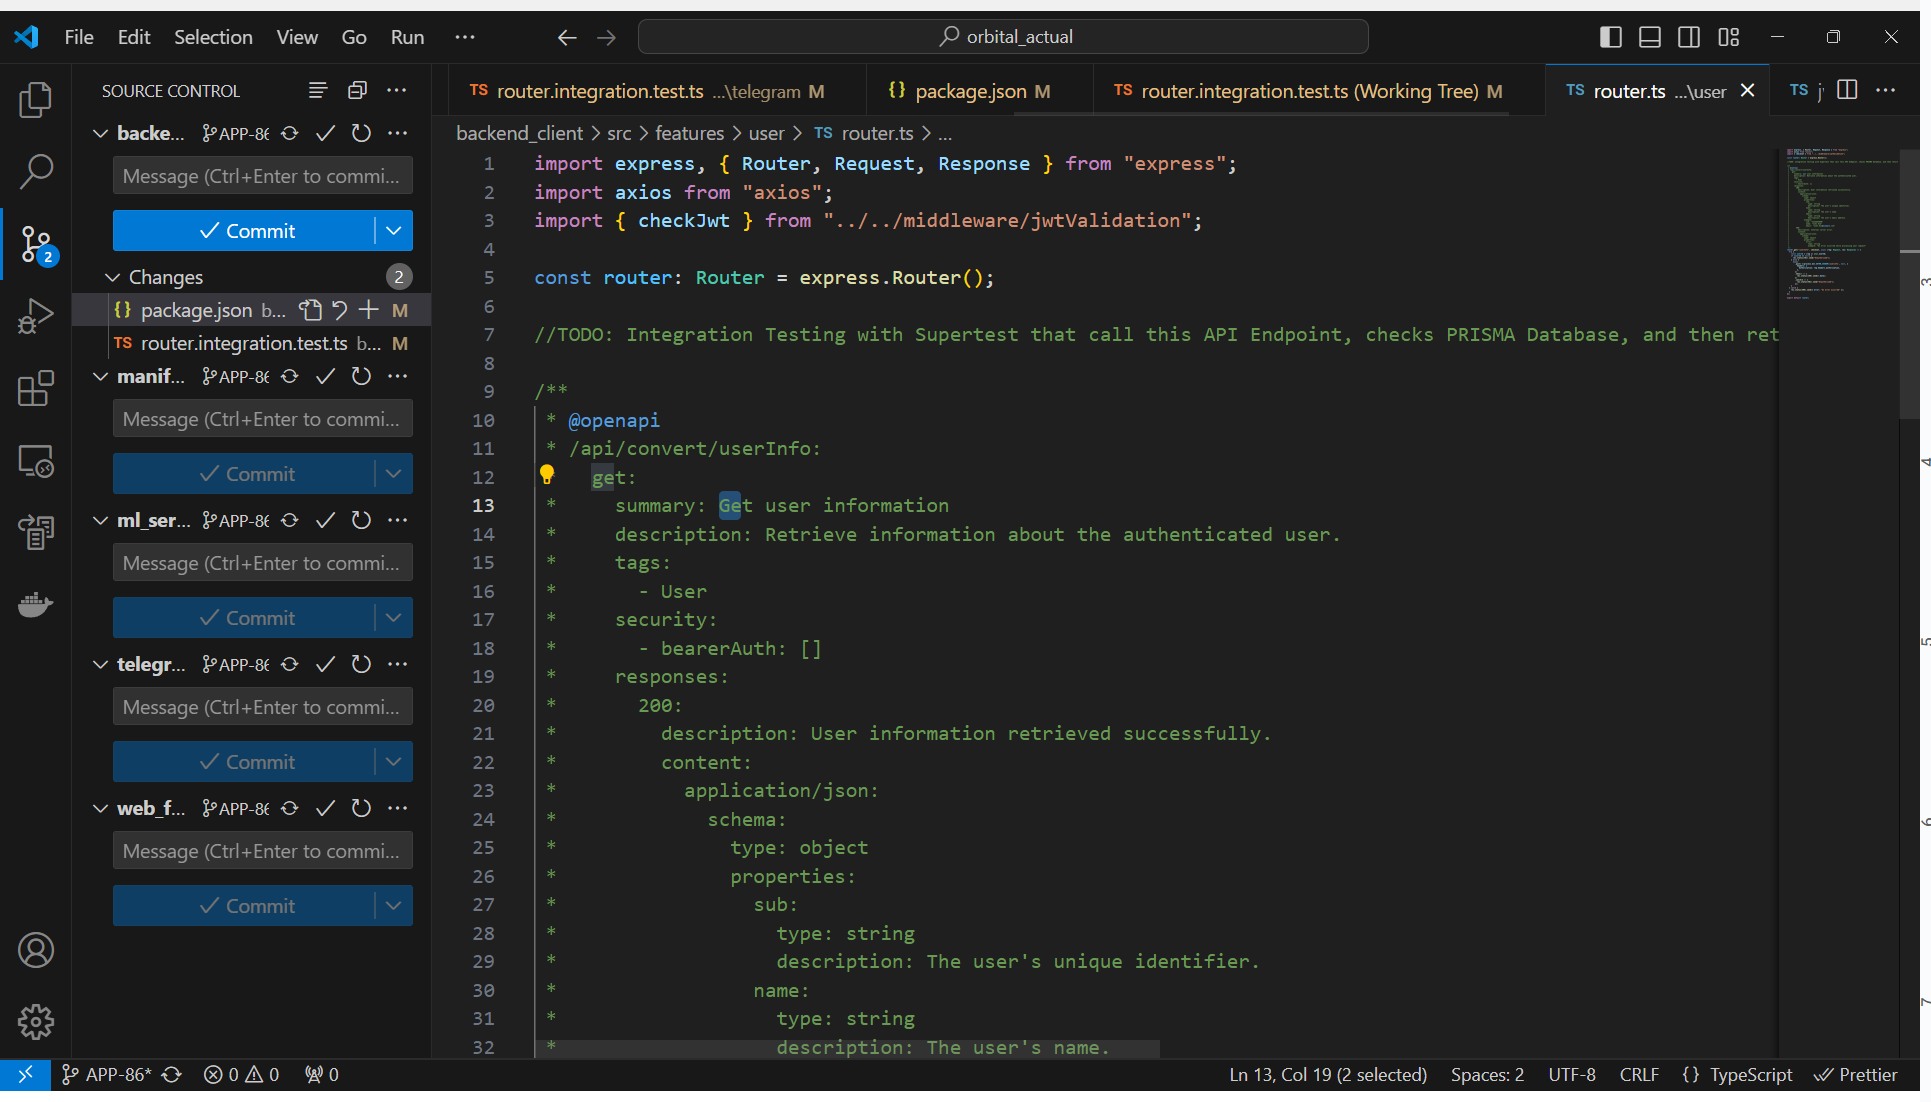 File Edit Selection View Go Run ··· orbital_actual
SOURCE CONTROL
TS router.integration.test.ts ...\telegram M
{} package.json M
TS router.integration.test.ts (Working Tree) M
TS router.ts ...\user
TS j
backend_client > src > features > user > TS router.ts > ...
backe... APP-86
Message (Ctrl+Enter to commi...
Commit
Changes 2
{} package.json b... M
TS router.integration.test.ts b... M
manif... APP-86
Message (Ctrl+Enter to commi...
Commit
ml_ser... APP-86
Message (Ctrl+Enter to commi...
Commit
telegr... APP-86
Message (Ctrl+Enter to commi...
Commit
web_f... APP-86
Message (Ctrl+Enter to commi...
Commit
2
1 import express, { Router, Request, Response } from "express";
2 import axios from "axios";
3 import { checkJwt } from "../../middleware/jwtValidation";
4
5 const router: Router = express.Router();
6
7 //TODO: Integration Testing with Supertest that call this API Endpoint, checks PRISMA Database, and then ret
8
9 /**
10 * @openapi
11 * /api/convert/userInfo:
12 get:
13 * summary: Get user information
14 * description: Retrieve information about the authenticated user.
15 * tags:
16 * - User
17 * security:
18 * - bearerAuth: []
19 * responses:
20 * 200:
21 * description: User information retrieved successfully.
22 * content:
23 * application/json:
24 * schema:
25 * type: object
26 * properties:
27 * sub:
28 * type: string
29 * description: The user's unique identifier.
30 * name:
31 * type: string
32 * description: The user's name.
3
4
5
6
7
APP-86* 0 0 0
Ln 13, Col 19 (2 selected) Spaces: 2 UTF-8 CRLF {} TypeScript Prettier